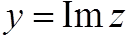 y = Im z